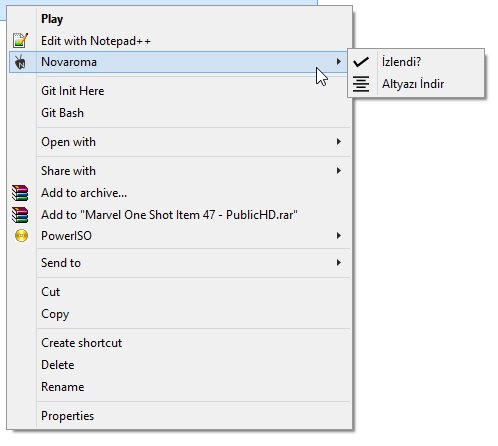 Play
Edit with Notepad++
Novaroma
İzlendi?
Altyazı İndir
Git Init Here
Git Bash
Open with
Share with
Add to archive...
Add to "Marvel One Shot Item 47 - PublicHD.rar"
PowerISO
Send to
Cut
Copy
Create shortcut
Delete
Rename
Properties